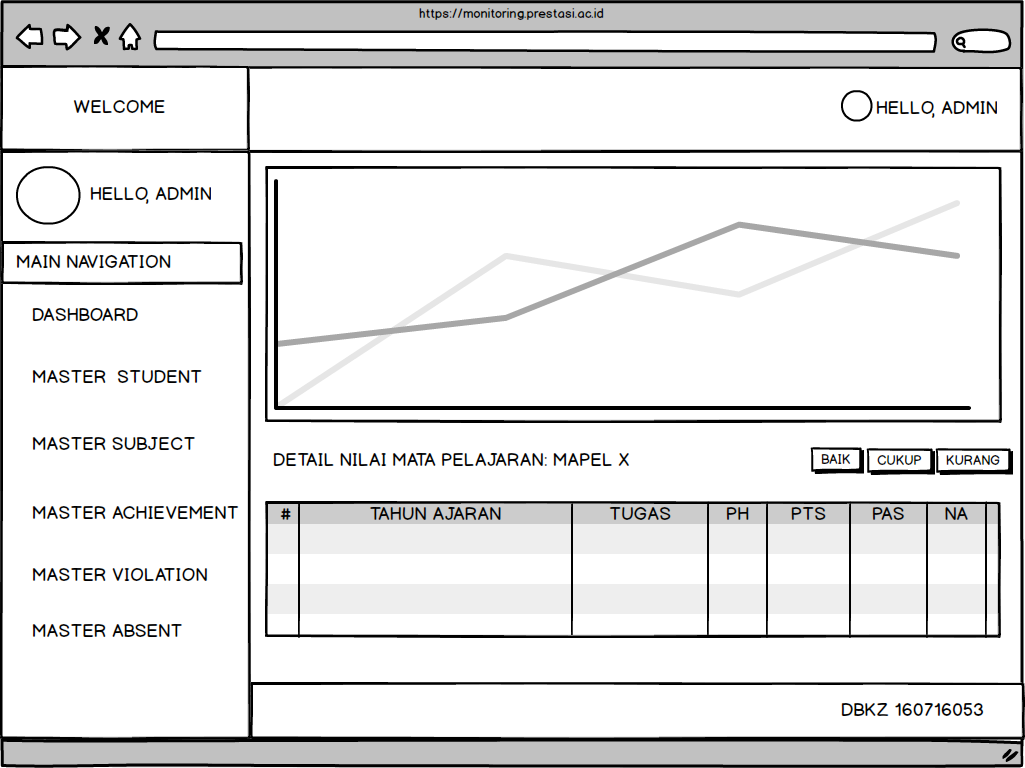 https://monitoring.prestasi.ac.id
WELCOME
HELLO, ADMIN
HELLO, ADMIN
MAIN NAVIGATION
DASHBOARD
MASTER  STUDENT
MASTER SUBJECT
MASTER ACHIEVEMENT
MASTER VIOLATION
MASTER ABSENT
DETAIL NILAI MATA PELAJARAN: MAPEL X
BAIK CUKUP KURANG
# TAHUN AJARAN TUGAS PH PTS PAS NA
DBKZ 160716053